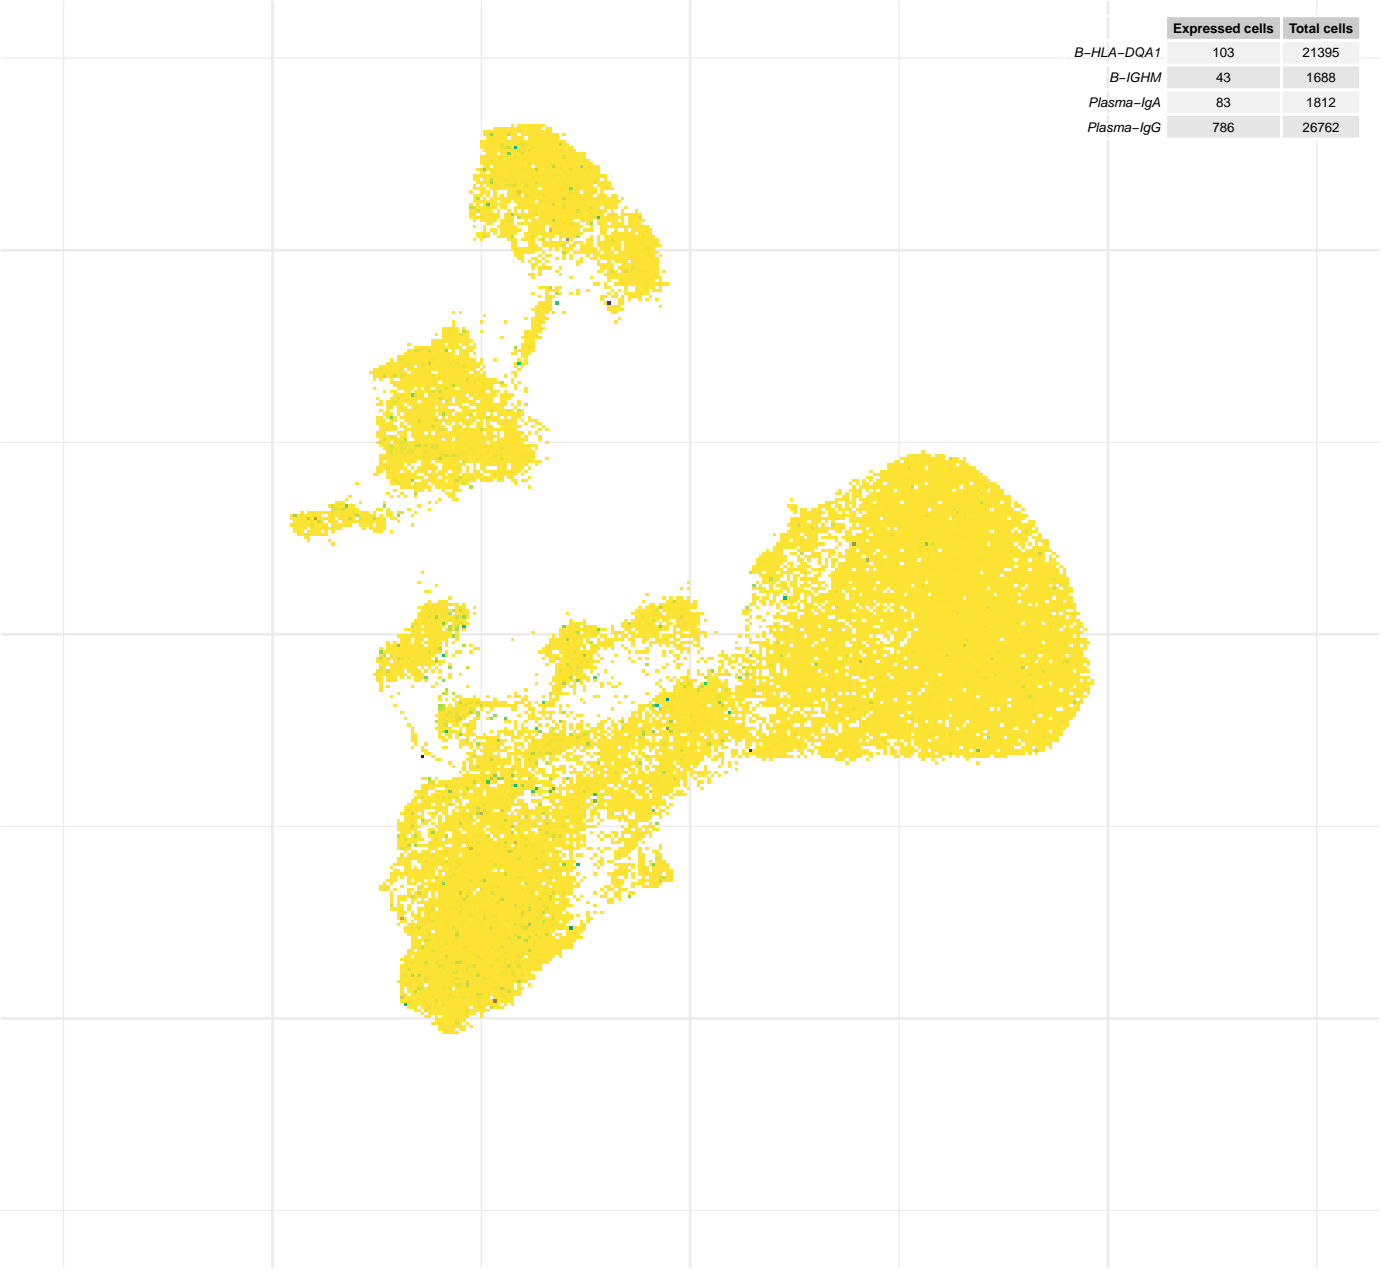 Expressed cells Total cells
B−HLA−DQA1 103 21395
B−IGHM 43 1688
Plasma−IgA 83 1812
Plasma−IgG 786 26762